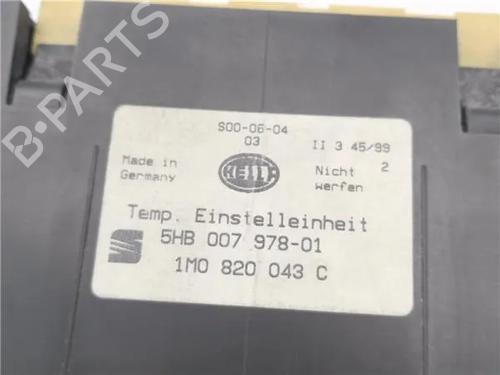 S00-06-04
03
II 3 45/99
2
Made in
Germany
HELLA
Nicht
werfen
Temp. Einstelleinheit
5HB 007 978-01
1M0 820 043 C
B-PARTS